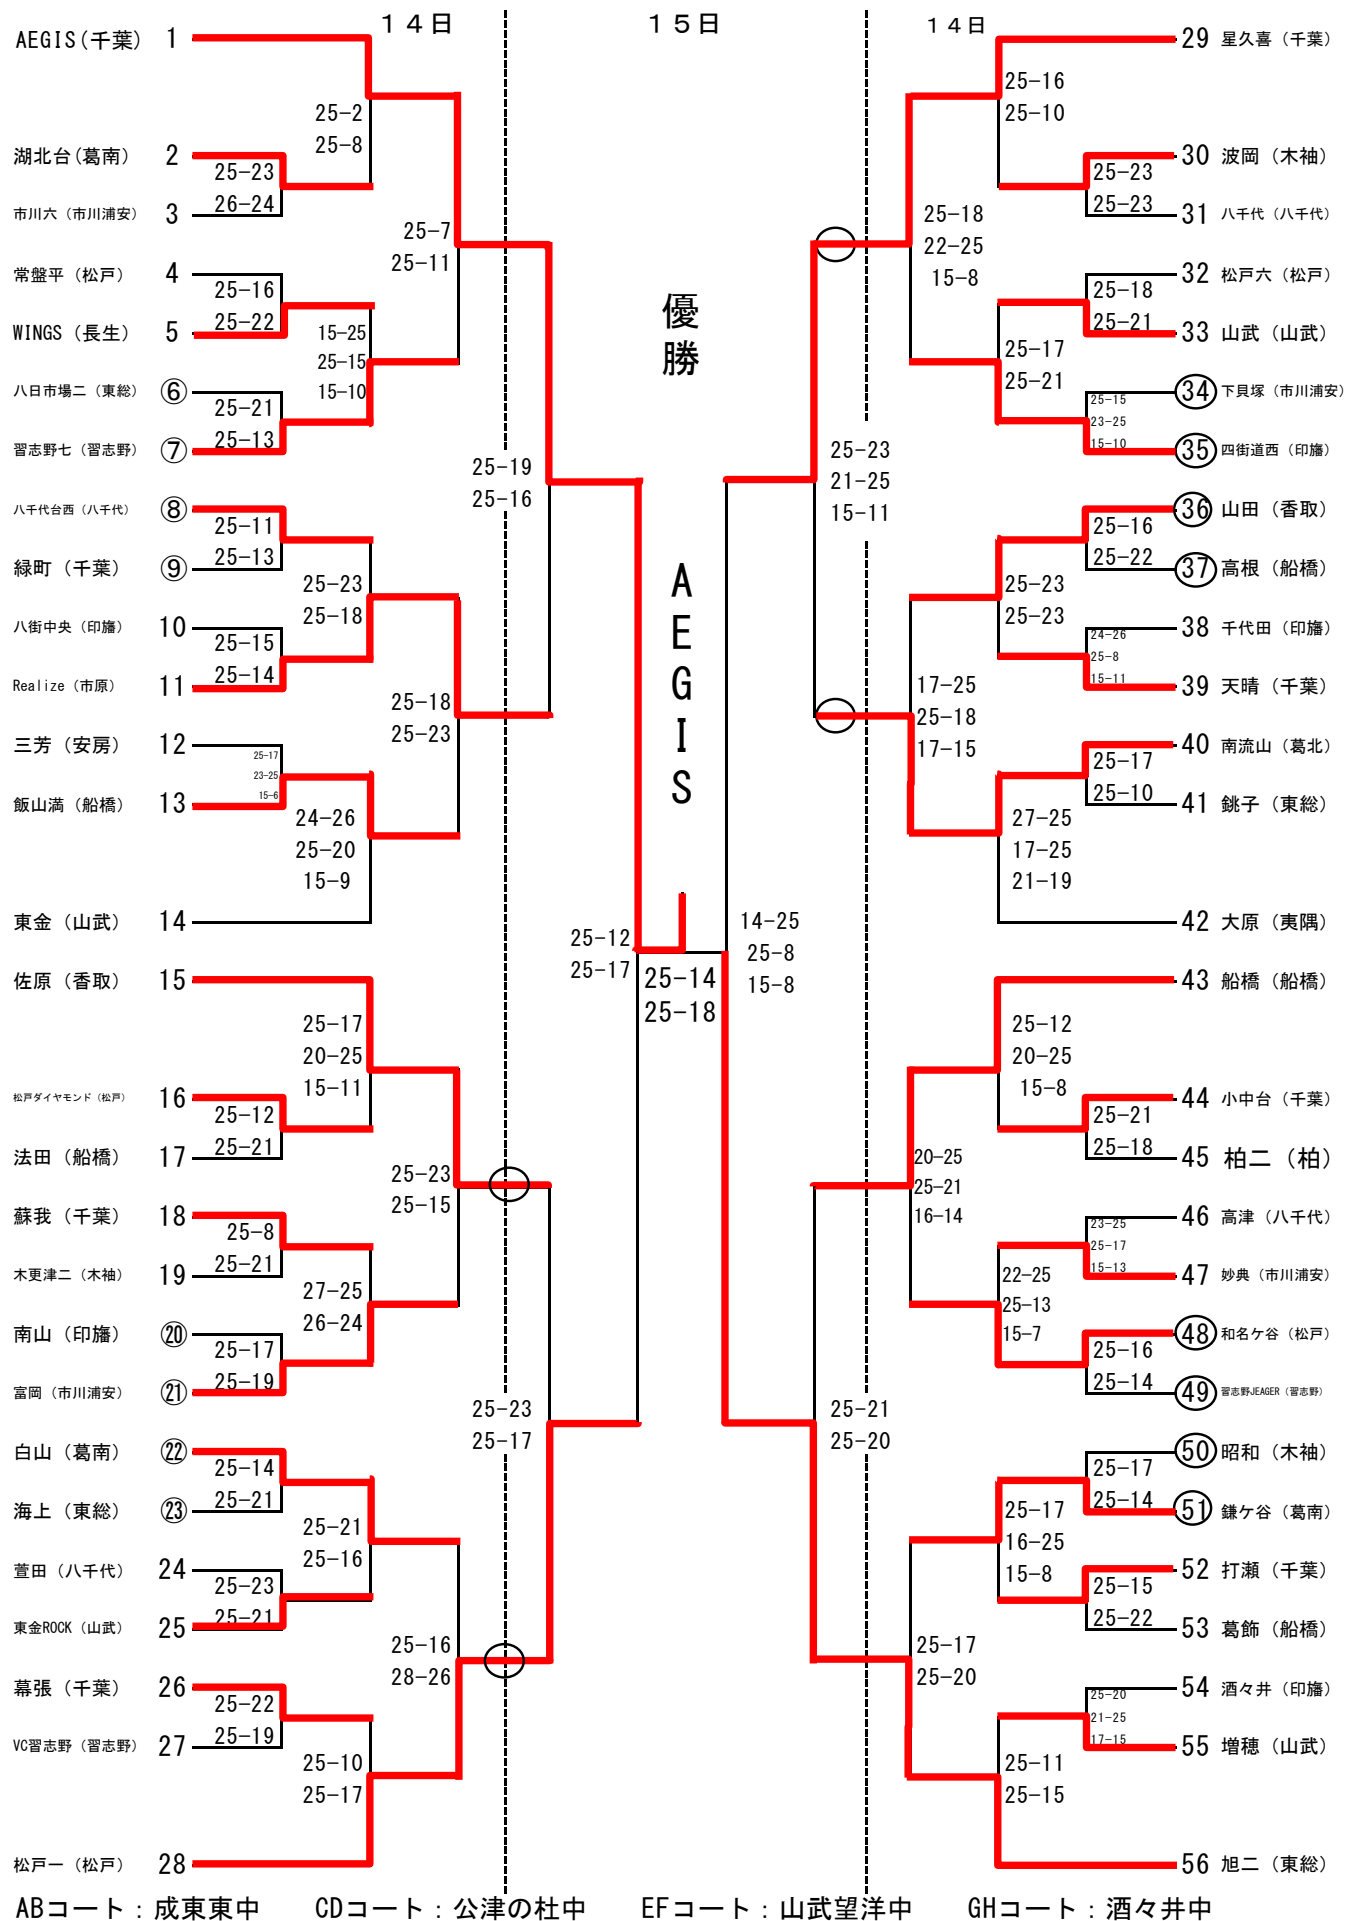 14日 15日 14日
AEGIS(千葉) 1
25-2
25-8
湖北台(葛南) 2
25-23
26-24
市川六(市川浦安) 3
25-7
25-11
常盤平(松戸) 4
25-16
25-22
WINGS(長生) 5
15-25
25-15
15-10
八日市場二(東総) ⑥
25-21
25-13
習志野七(習志野) ⑦
25-19
25-16
八千代台西(八千代) ⑧
25-11
25-13
緑町(千葉) ⑨
25-23
25-18
八街中央(印旛) 10
25-15
25-14
Realize(市原) 11
25-18
25-23
三芳(安房) 12
25-17
23-25
15-6
飯山満(船橋) 13
24-26
25-20
15-9
東金(山武) 14
25-12
25-17
佐原(香取) 15
25-17
20-25
15-11
松戸ダイヤモンド(松戸) 16
25-12
25-21
法田(船橋) 17
25-23
25-15
蘇我(千葉) 18
25-8
25-21
木更津二(木袖) 19
27-25
26-24
南山(印旛) ⑳
25-17
25-19
富岡(市川浦安) ㉑
25-23
25-17
白山(葛南) ㉒
25-14
25-21
海上(東総) ㉓
25-21
25-16
萱田(八千代) 24
25-23
25-21
東金ROCK(山武) 25
25-16
28-26
幕張(千葉) 26
25-22
25-19
VC習志野(習志野) 27
25-10
25-17
松戸一(松戸) 28
優勝
AEGIS
25-14
25-18
29 星久喜(千葉)
25-16
25-10
30 波岡(木袖)
25-23
25-23
31 八千代(八千代)
25-18
22-25
15-8
32 松戸六(松戸)
25-18
25-21
33 山武(山武)
25-17
25-21
㉞ 下貝塚(市川浦安)
25-15
23-25
15-10
㉟ 四街道西(印旛)
25-23
21-25
15-11
㊱ 山田(香取)
25-16
25-22
㊲ 高根(船橋)
25-23
25-23
38 千代田(印旛)
24-26
25-8
15-11
39 天晴(千葉)
17-25
25-18
17-15
40 南流山(葛北)
25-17
25-10
41 銚子(東総)
27-25
17-25
21-19
42 大原(夷隅)
14-25
25-8
15-8
43 船橋(船橋)
25-12
20-25
15-8
44 小中台(千葉)
25-21
25-18
45 柏二(柏)
20-25
25-21
16-14
46 高津(八千代)
23-25
25-17
15-13
47 妙典(市川浦安)
22-25
25-13
15-7
㊽ 和名ケ谷(松戸)
25-16
25-14
㊾ 習志野JEAGER(習志野)
25-21
25-20
㊿ 昭和(木袖)
25-17
25-14
51 鎌ケ谷(葛南)
25-17
16-25
15-8
52 打瀬(千葉)
25-15
25-22
53 葛飾(船橋)
25-17
25-20
54 酒々井(印旛)
25-20
21-25
17-15
55 増穂(山武)
25-11
25-15
56 旭二(東総)
ABコート：成東東中 CDコート：公津の杜中 EFコート：山武望洋中 GHコート：酒々井中